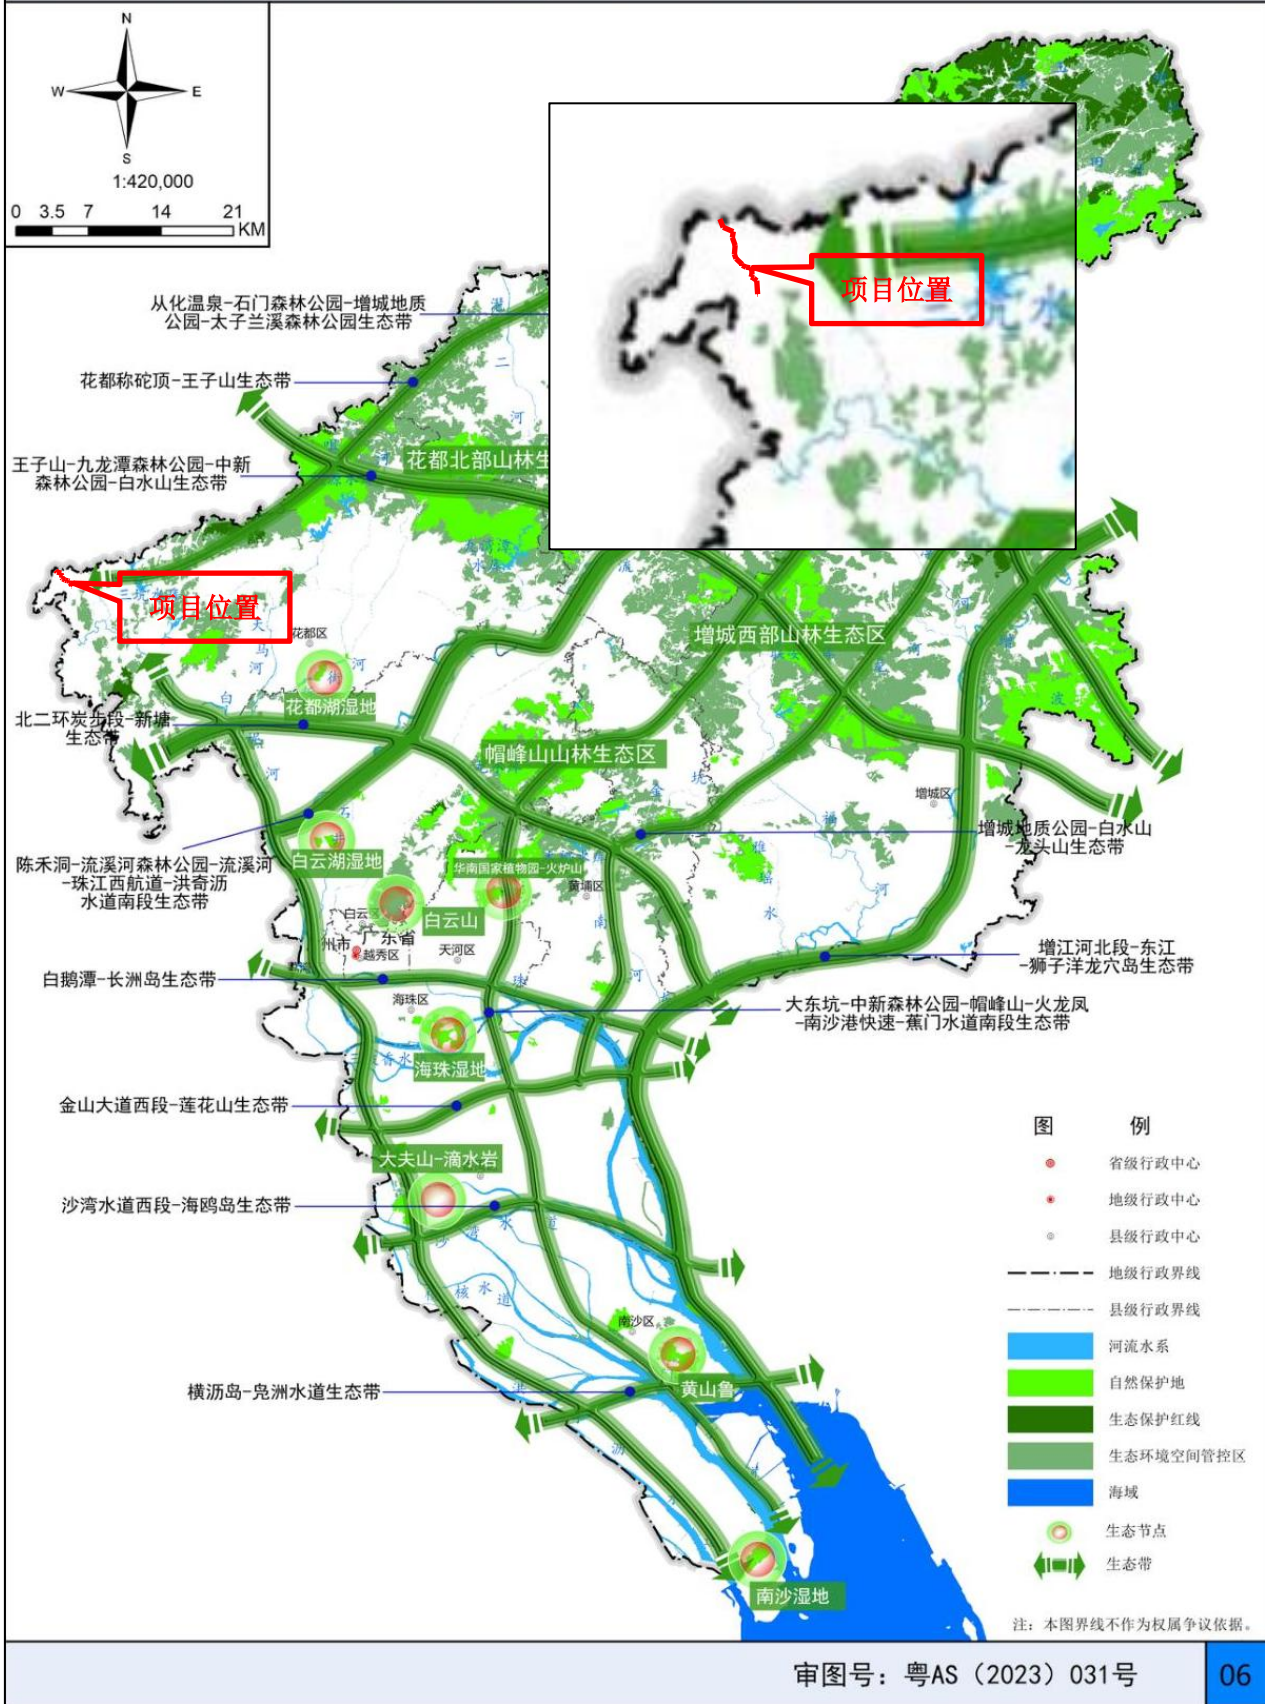 N
W
E
S
1:420,000
0 3.5 7 14 21
KM
从化温泉-石门森林公园-增城地质
公园-太子兰溪森林公园生态带
花都称砣顶-王子山生态带
王子山-九龙潭森林公园-中新
森林公园-白水山生态带
花都北部山林生
项目位置
项目位置
花都区
花都湖湿地
增城西部山林生态区
北二环炭步段-新塘
生态带
帽峰山山林生态区
增城区
白云湖湿地
陈禾洞-流溪河森林公园-流溪河
-珠江西航道-洪奇沥
水道南段生态带
华南国家植物园-火炉山
黄埔区
增城地质公园-白水山
-龙头山生态带
白云区
白云山
州市
广东省
越秀区
天河区
白鹅潭-长洲岛生态带
增江河北段-东江
-狮子洋龙穴岛生态带
海珠区
海珠湿地
大东坑-中新森林公园-帽峰山-火龙凤
-南沙港快速-蕉门水道南段生态带
金山大道西段-莲花山生态带
大夫山-滴水岩
沙湾水道西段-海鸥岛生态带
南沙区
黄山鲁
横沥岛-凫洲水道生态带
南沙湿地
图 例
省级行政中心
地级行政中心
县级行政中心
地级行政界线
县级行政界线
河流水系
自然保护地
生态保护红线
生态环境空间管控区
海域
生态节点
生态带
注：本图界线不作为权属争议依据。
审图号：粤AS（2023）031号
06